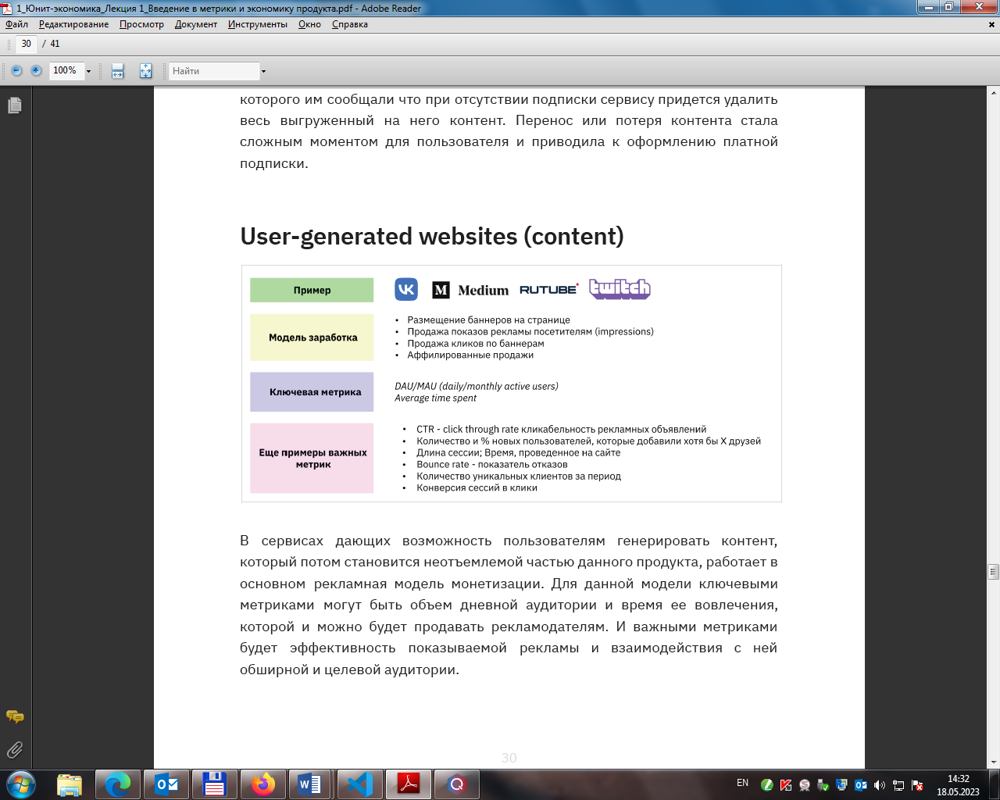 1_Юнит-экономика_Лекция 1_Введение в метрики и экономику продукта.pdf - Adobe Reader
Файл Редактирование Просмотр Документ Инструменты Окно Справка
30 / 41
100% Найти
которого им сообщали что при отсутствии подписки сервису придется удалить
весь выгруженный на него контент. Перенос или потеря контента стала
сложным моментом для пользователя и приводила к оформлению платной
подписки.
User-generated websites (content)
Пример
VK M Medium RUTUBE twitch
Модель заработка
• Размещение баннеров на странице
• Продажа показов рекламы посетителям (impressions)
• Продажа кликов по баннерам
• Аффилированные продажи
Ключевая метрика
DAU/MAU (daily/monthly active users)
Average time spent
Еще примеры важных
метрик
• CTR - click through rate кликабельность рекламных объявлений
• Количество и % новых пользователей, которые добавили хотя бы X друзей
• Длина сессии; Время, проведенное на сайте
• Bounce rate - показатель отказов
• Количество уникальных клиентов за период
• Конверсия сессий в клики
В сервисах дающих возможность пользователям генерировать контент,
который потом становится неотъемлемой частью данного продукта, работает в
основном рекламная модель монетизации. Для данной модели ключевыми
метриками могут быть объем дневной аудитории и время ее вовлечения,
которой и можно будет продавать рекламодателям. И важными метриками
будет эффективность показываемой рекламы и взаимодействия с ней
обширной и целевой аудитории.
30
EN
14:32
18.05.2023